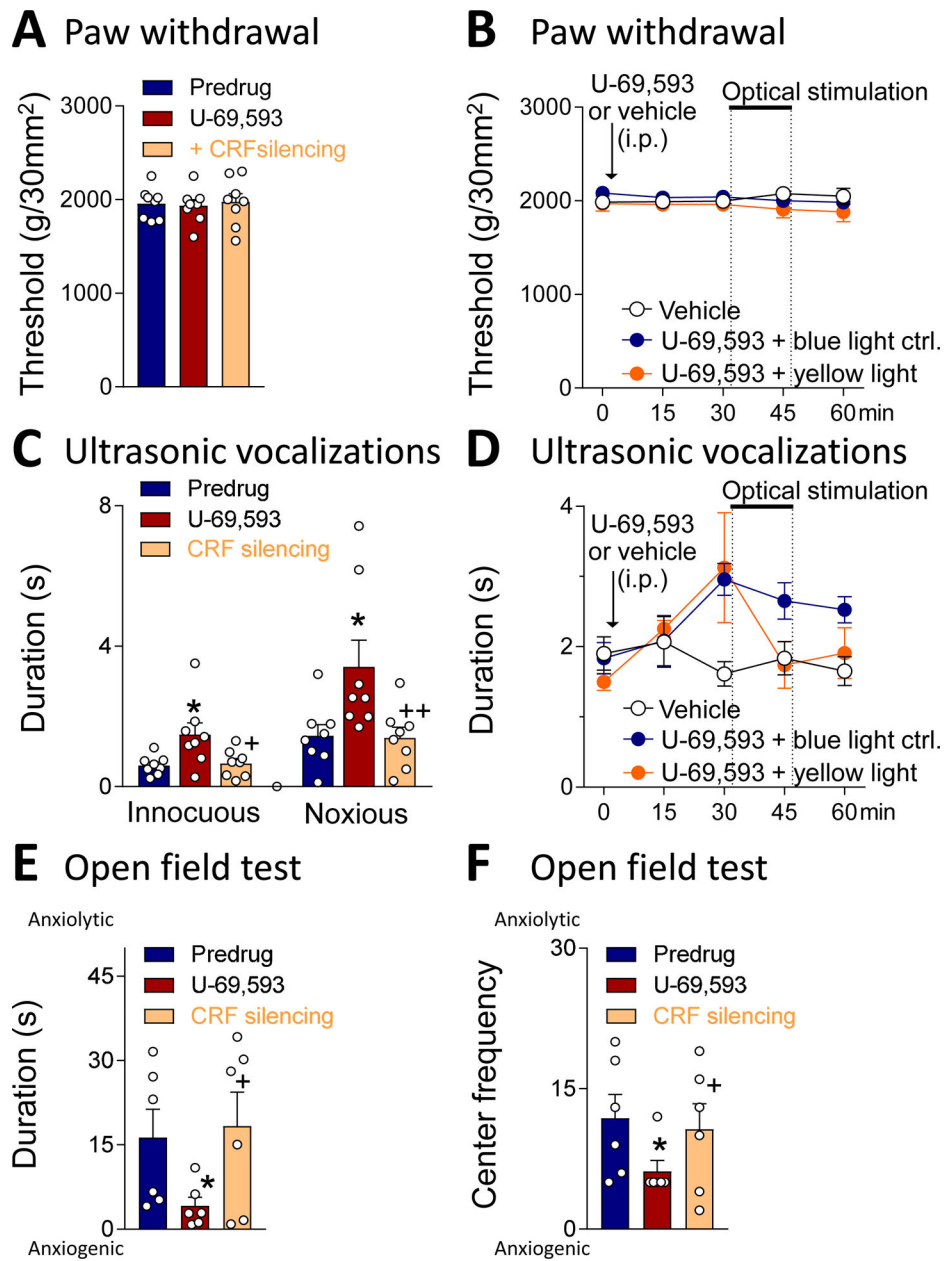 A Paw withdrawal
Predrug
U-69,593
+ CRFsilencing
Threshold (g/30mm²)
3000
2000
1000
0
B Paw withdrawal
U-69,593
or vehicle
(i.p.)
Optical stimulation
Threshold (g/30mm²)
3000
2000
1000
0
Vehicle
U-69,593 + blue light ctrl.
U-69,593 + yellow light
0 15 30 45 60 min
C Ultrasonic vocalizations
Predrug
U-69,593
CRF silencing
Duration (s)
8
4
0
*
+
*
++
Innocuous Noxious
D Ultrasonic vocalizations
Optical stimulation
U-69,593
or vehicle
(i.p.)
Duration (s)
4
2
0
Vehicle
U-69,593 + blue light ctrl.
U-69,593 + yellow light
0 15 30 45 60 min
E Open field test
Anxiolytic
Predrug
U-69,593
CRF silencing
Duration (s)
45
30
15
0
*
+
Anxiogenic
F Open field test
Anxiolytic
Predrug
U-69,593
CRF silencing
Center frequency
30
15
0
*
+
Anxiogenic